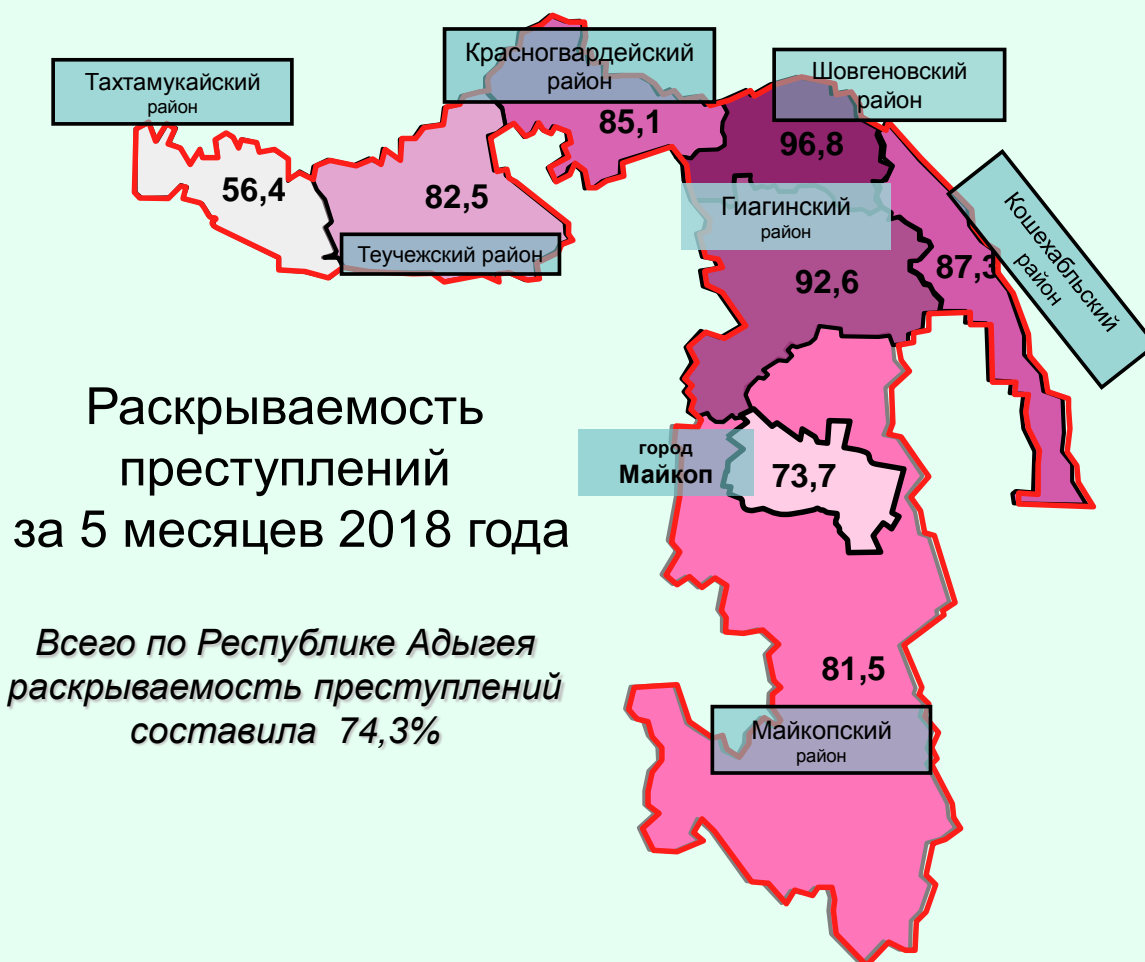 Красногвардейский
район
Шовгеновский
район
Тахтамукайский
район
85,1
96,8
56,4
82,5
Гиагинский
район
Кошехабльский
район
Теучежский район
87,3
92,6
Раскрываемость
преступлений
за 5 месяцев 2018 года
город
Майкоп
73,7
Всего по Республике Адыгея
раскрываемость преступлений
составила 74,3%
81,5
Майкопский
район